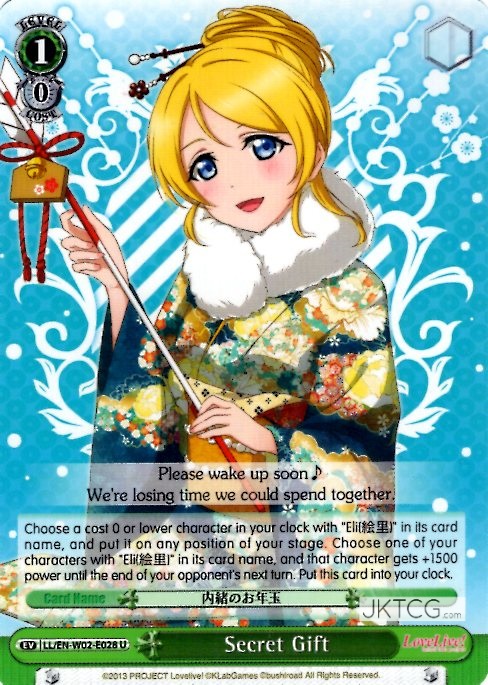 LEVEL
1
0
COST
Please wake up soon♪
We're losing time we could spend together.
Choose a cost 0 or lower character in your clock with "Eli(絵里)" in its card
name, and put it on any position of your stage. Choose one of your
characters with "Eli(絵里)" in its card name, and that character gets +1500
power until the end of your opponent's next turn. Put this card into your clock.
Card Name 内緒のお年玉
JKTCG.com
EV LL/EN-W02-E028 U Secret Gift LoveLive!
©2013 PROJECT Lovelive! ©KLabGames ©bushiroad All Rights Reserved.